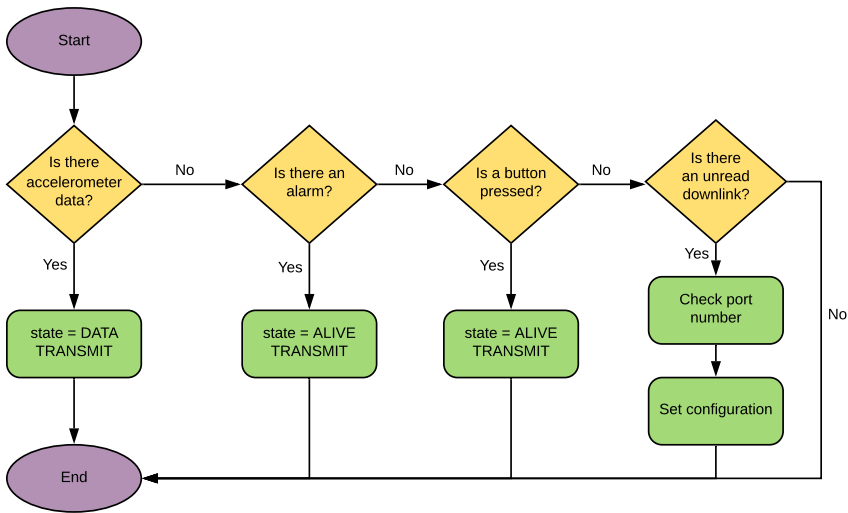 Start
Is there
accelerometer
data?
No
Is there an
alarm?
No
Is a button
pressed?
No
Is there
an unread
downlink?
Yes
Yes
Yes
Yes
No
state = DATA
TRANSMIT
state = ALIVE
TRANSMIT
state = ALIVE
TRANSMIT
Check port
number
Set configuration
End